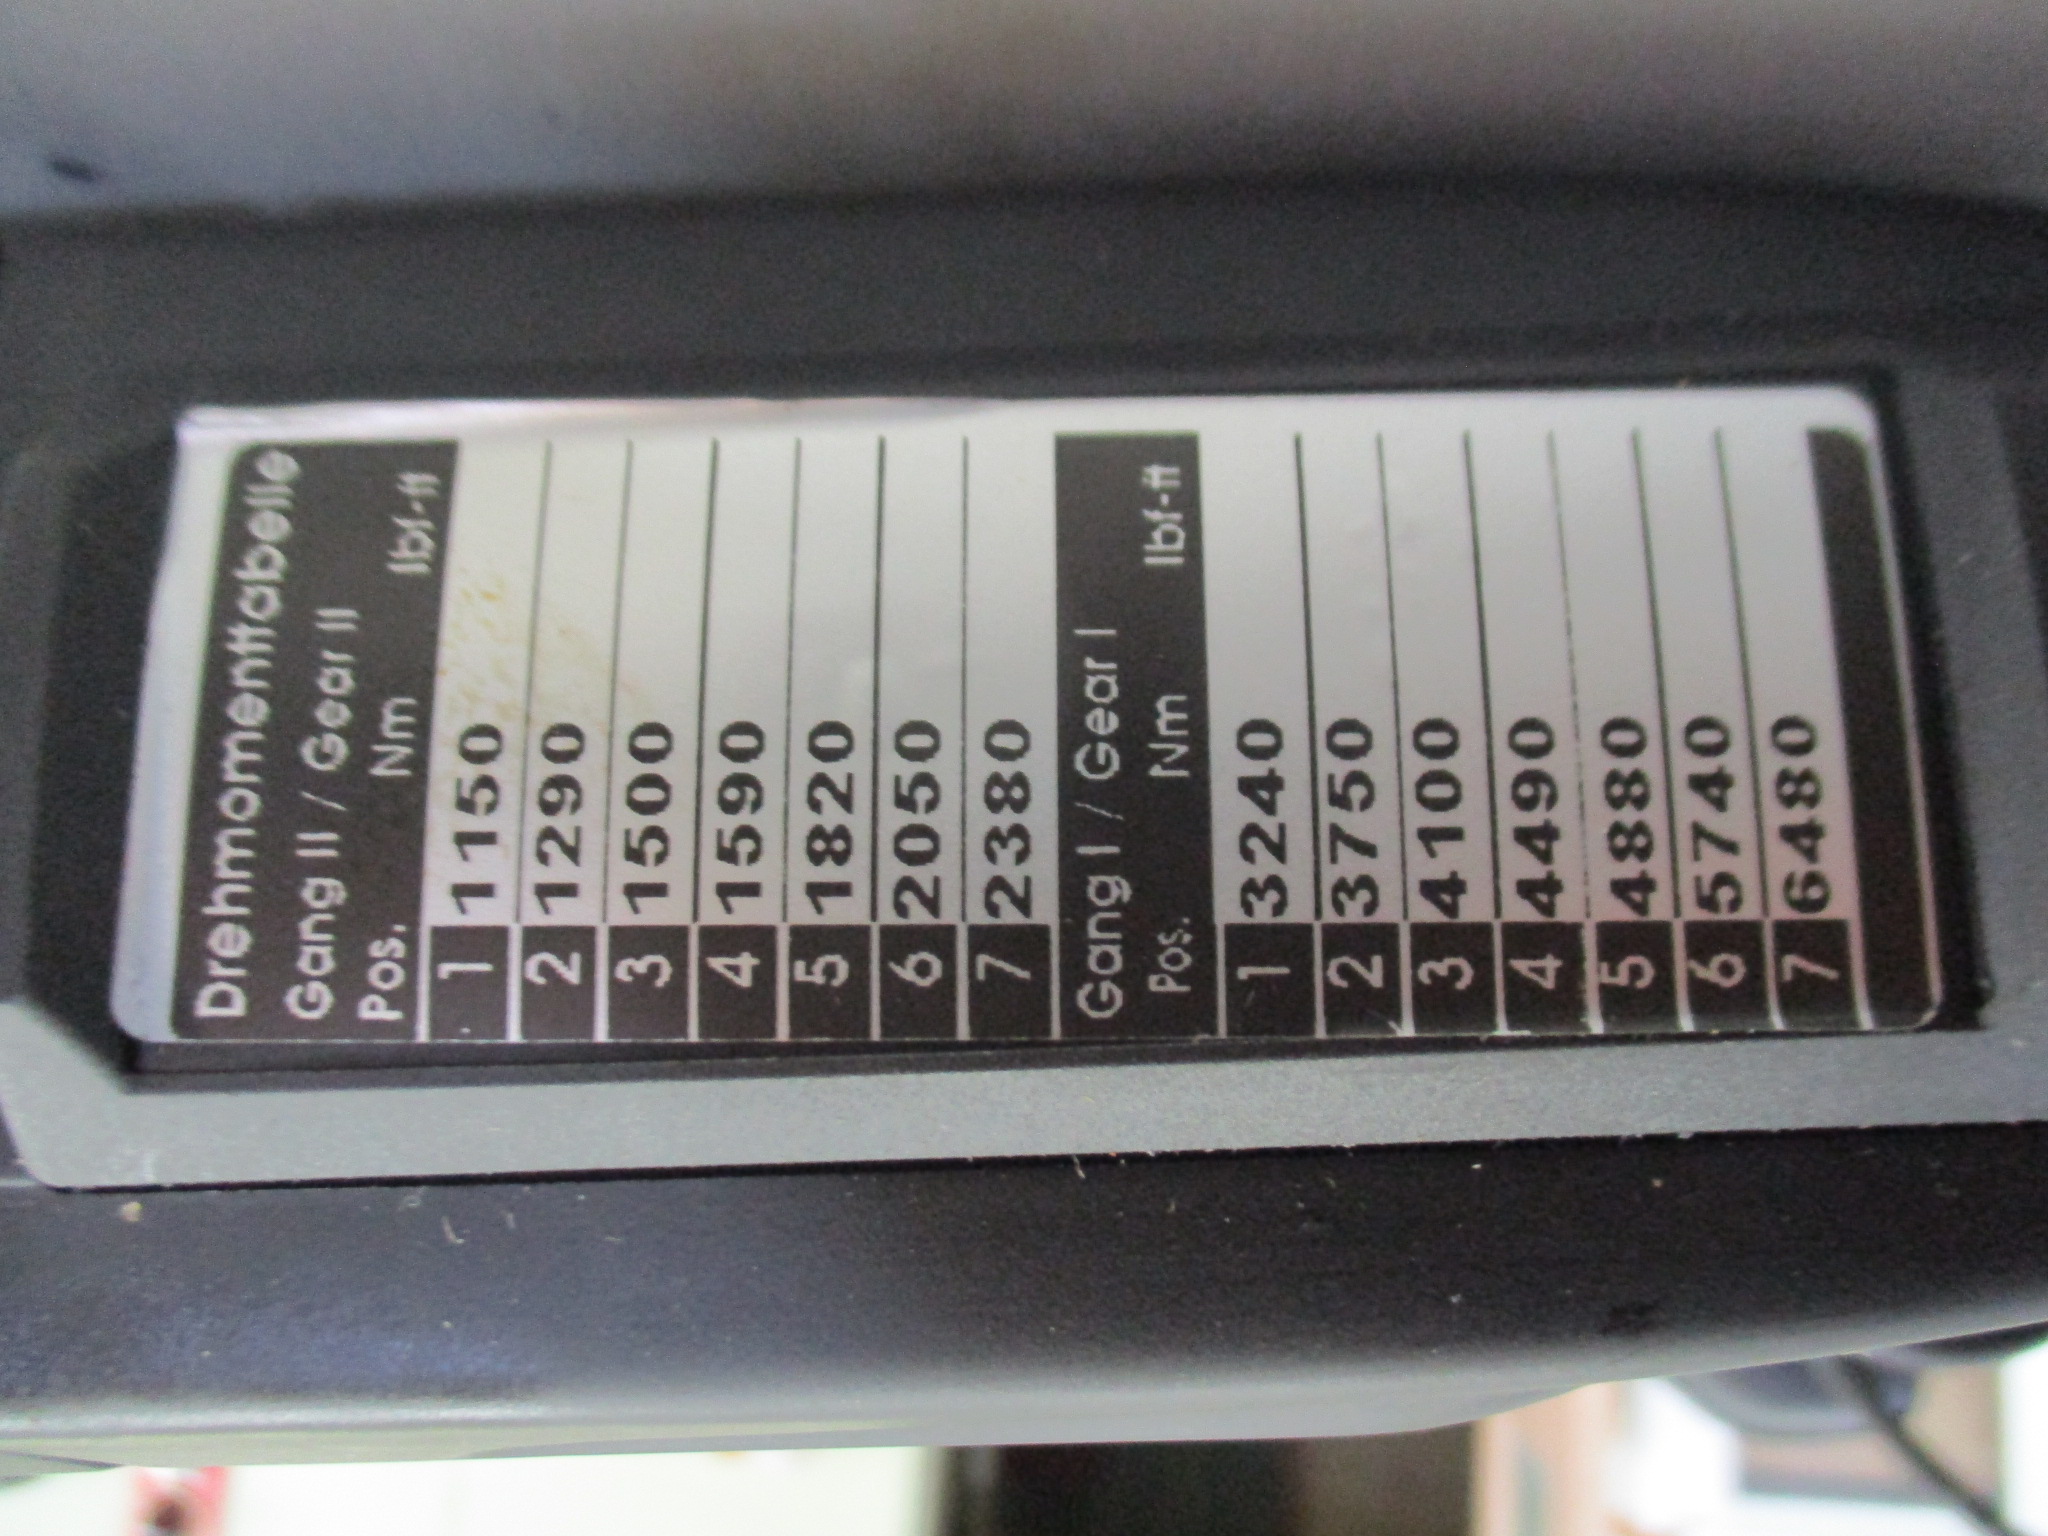 Drehmomenttabelle
Gang II / Gear II
Pos. Nm lbf-ft
1 1150
2 1290
3 1500
4 1590
5 1820
6 2050
7 2380
Gang I / Gear I
Pos. Nm lbf-ft
1 3240
2 3750
3 4100
4 4490
5 4880
6 5740
7 6480